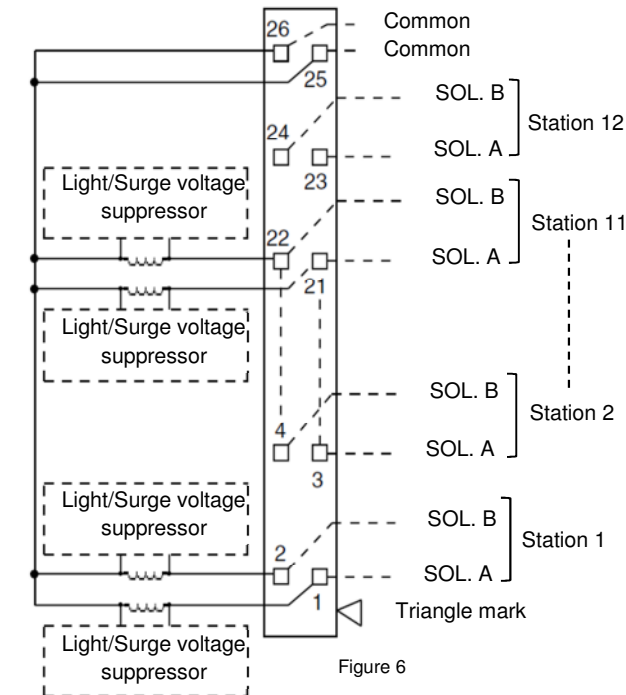 26
Common
Common
25
SOL. B
24
Station 12
SOL. A
23
Light/Surge voltage
suppressor
SOL. B
Station 11
22
SOL. A
21
Light/Surge voltage
suppressor
SOL. B
Station 2
4
SOL. A
3
Light/Surge voltage
suppressor
SOL. B
Station 1
2
SOL. A
1
Triangle mark
Light/Surge voltage
suppressor
Figure 6